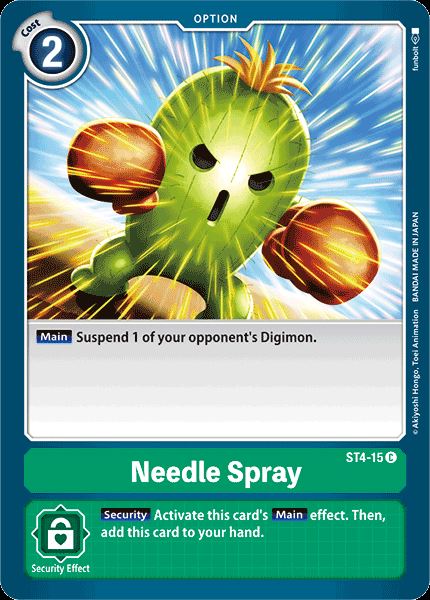 OPTION
Cost
2
funbolt
© Akiyoshi Hongo, Toei Animation BANDAI MADE IN JAPAN
Main Suspend 1 of your opponent's Digimon.
ST4-15 C
Needle Spray
Security Activate this card's Main effect. Then,
add this card to your hand.
Security Effect